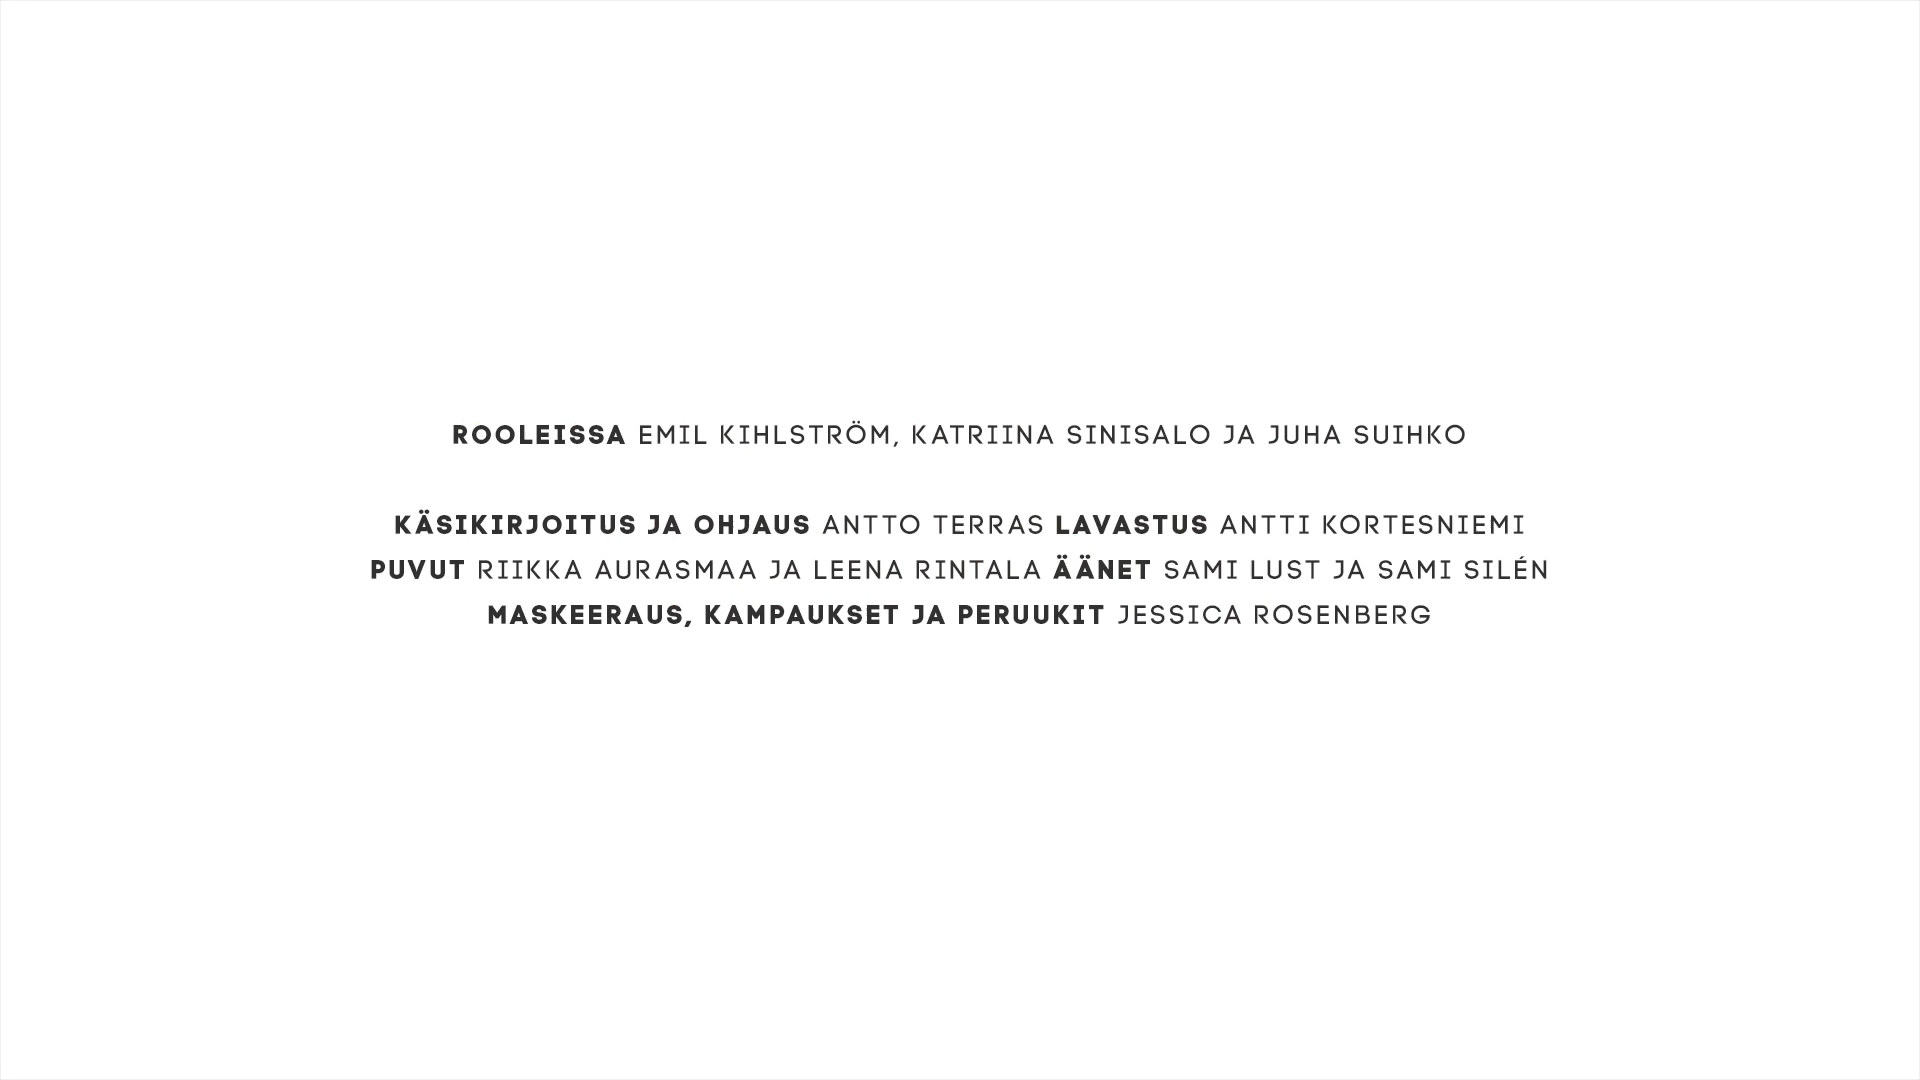 ROOLEISSA EMIL KIHLSTRÖM, KATRIINA SINISALO JA JUHA SUIHKO
KÄSIKIRJOITUS JA OHJAUS ANTTO TERRAS LAVASTUS ANTTI KORTESNIEMI
PUVUT RIIKKA AURASMAA JA LEENA RINTALA ÄÄNET SAMI LUST JA SAMI SILÉN
MASKEERAUS, KAMPAUKSET JA PERUUKIT JESSICA ROSENBERG